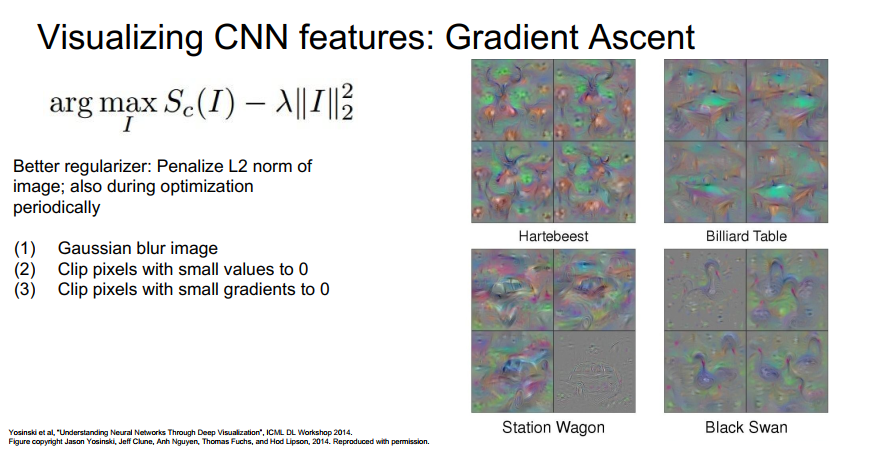 Visualizing CNN features: Gradient Ascent
arg max S_c(I) − λ||I||₂²
I
Better regularizer: Penalize L2 norm of
image; also during optimization
periodically
(1) Gaussian blur image
(2) Clip pixels with small values to 0
(3) Clip pixels with small gradients to 0
Hartebeest
Billiard Table
Station Wagon
Black Swan
Yosinski et al, "Understanding Neural Networks Through Deep Visualization", ICML DL Workshop 2014.
Figure copyright Jason Yosinski, Jeff Clune, Anh Nguyen, Thomas Fuchs, and Hod Lipson, 2014. Reproduced with permission.